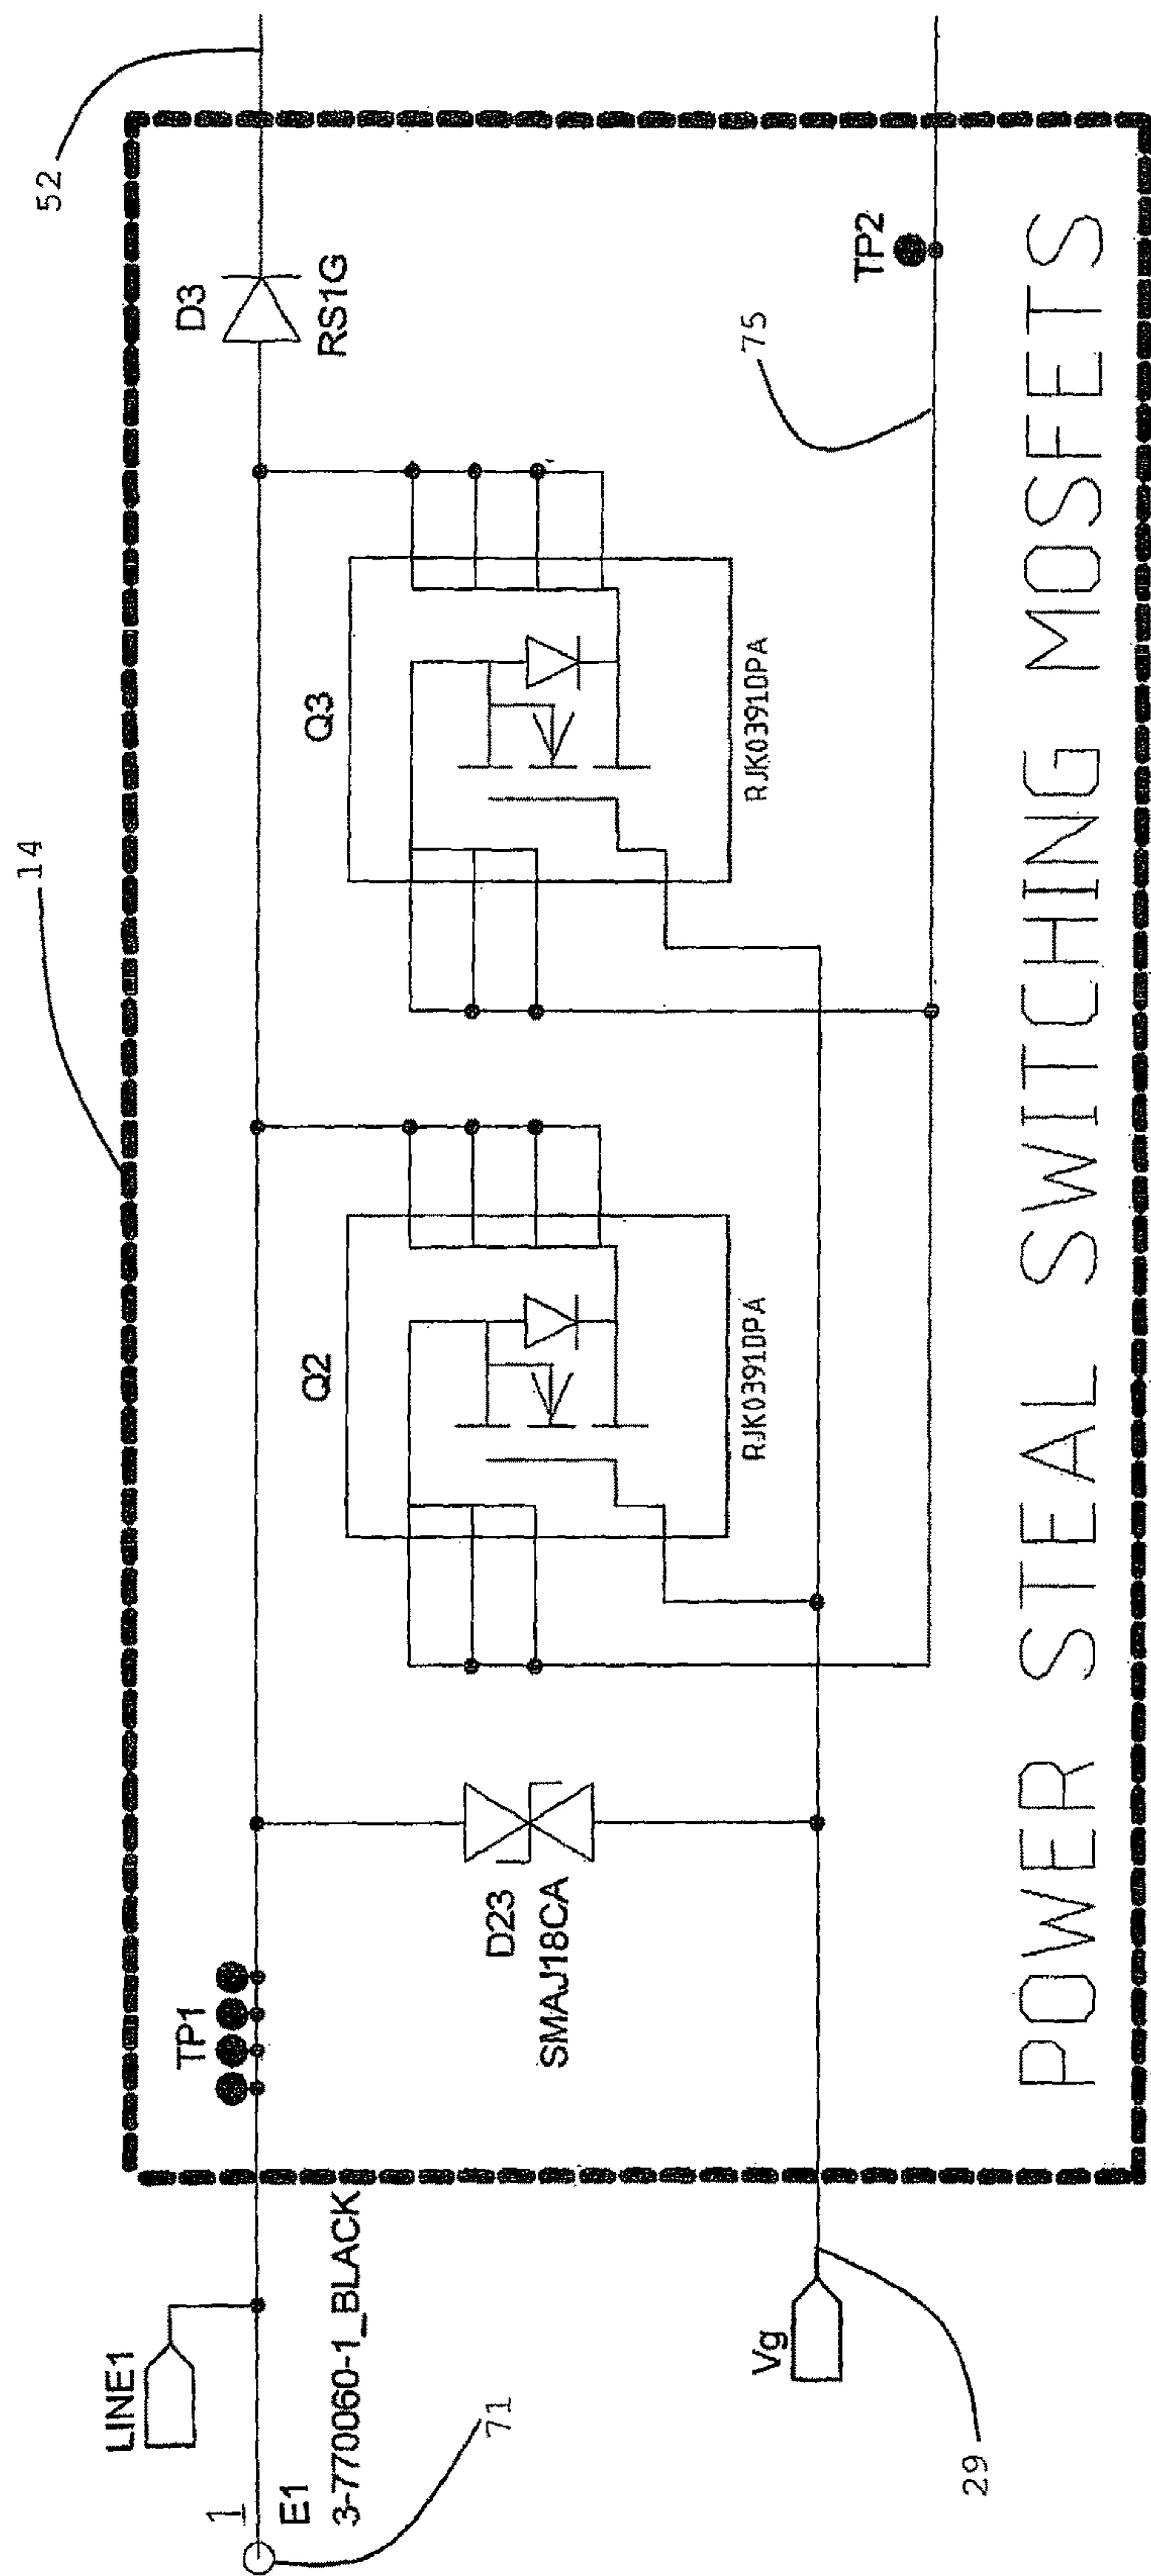 14
52
LINE1
1
E1
3-770060-1_BLACK
71
TP1
D3
RS1G
Q2
RJK0391DPA
Q3
RJK0391DPA
D23
SMAJ18CA
Vg
29
75
TP2
POWER STEAL SWITCHING MOSFETS